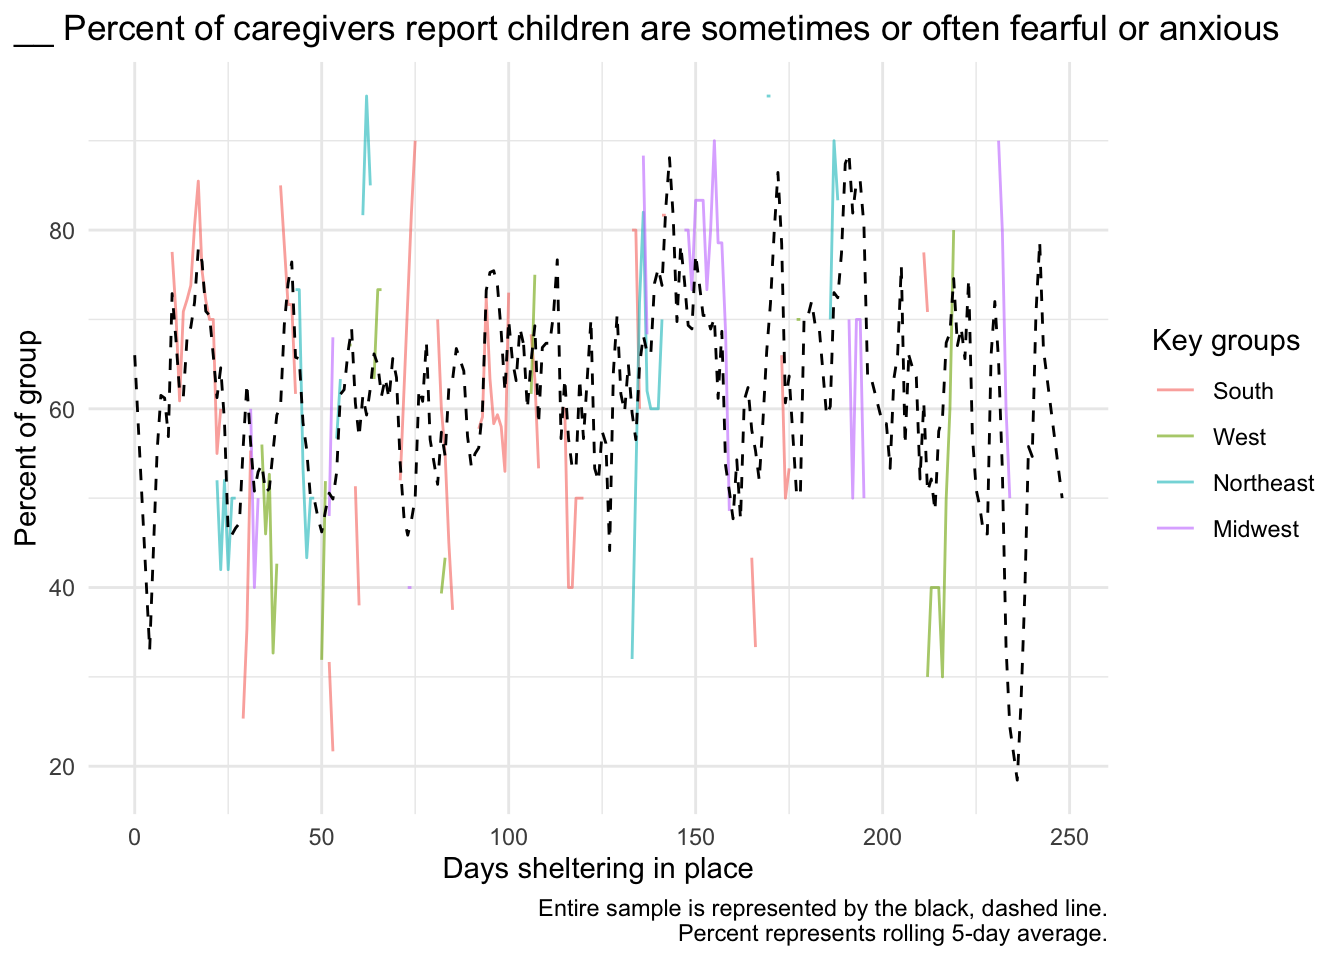 __ Percent of caregivers report children are sometimes or often fearful or anxious
Percent of group
80
60
40
20
0
50
100
150
200
250
Days sheltering in place
Key groups
South
West
Northeast
Midwest
Entire sample is represented by the black, dashed line.
Percent represents rolling 5-day average.